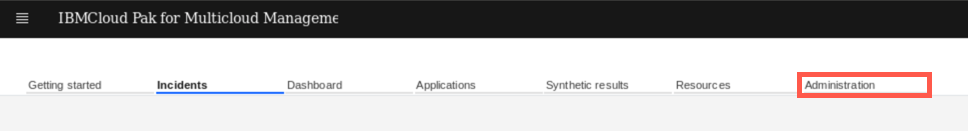 IBMCloud Pak for Multicloud Manageme
Getting started Incidents Dashboard Applications Synthetic results Resources Administration